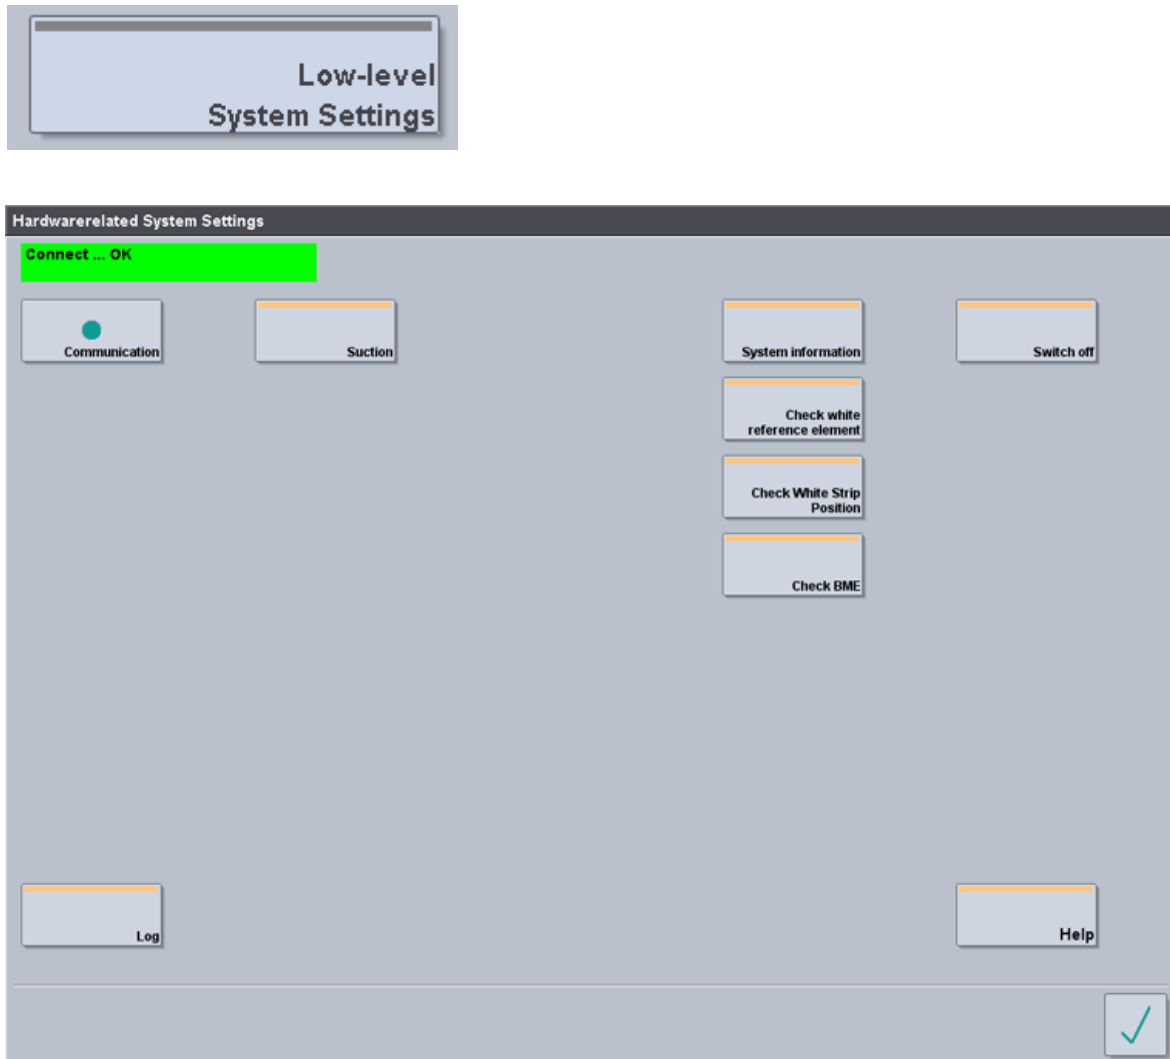 Low-level
System Settings
Hardwarerelated System Settings
Connect ... OK
Communication
Suction
System information
Switch off
Check white
reference element
Check White Strip
Position
Check BME
Log
Help